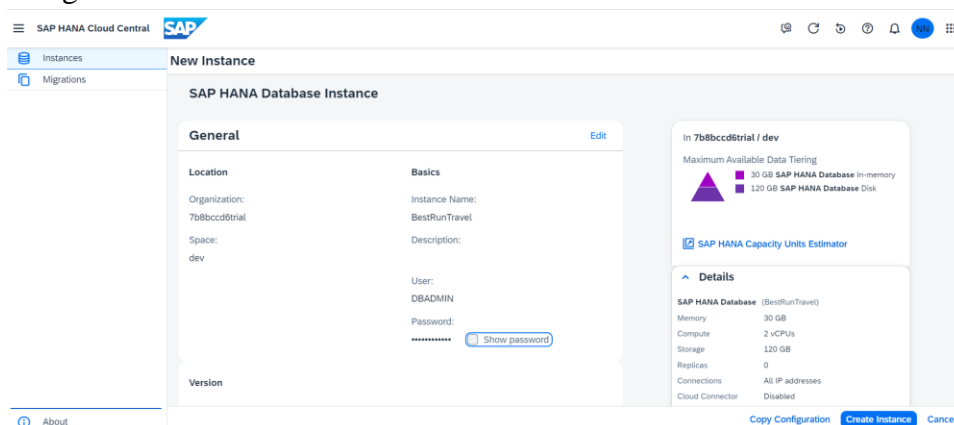 SAP HANA Cloud Central SAP NN
Instances
Migrations
New Instance
SAP HANA Database Instance
General Edit
Location Basics
Organization: Instance Name:
7b8bccd6trial BestRunTravel
Space: Description:
dev
User:
DBADMIN
Password:
•••••••••••• Show password
Version
In 7b8bccd6trial / dev
Maximum Available Data Tiering
30 GB SAP HANA Database In-memory
120 GB SAP HANA Database Disk
SAP HANA Capacity Units Estimator
Details
SAP HANA Database (BestRunTravel)
Memory 30 GB
Compute 2 vCPUs
Storage 120 GB
Replicas 0
Connections All IP addresses
Cloud Connector Disabled
About
Copy Configuration Create Instance Cance